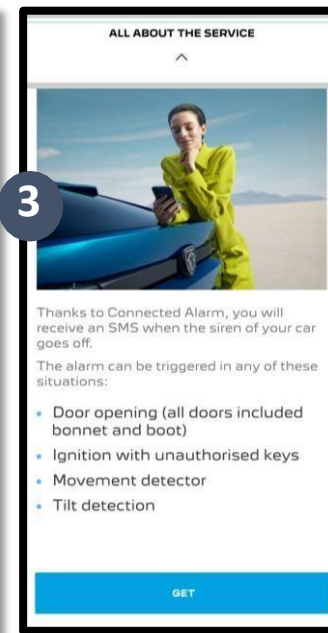 ALL ABOUT THE SERVICE
3
Thanks to Connected Alarm, you will
receive an SMS when the siren of your car
goes off.
The alarm can be triggered in any of these
situations:
• Door opening (all doors included
bonnet and boot)
• Ignition with unauthorised keys
• Movement detector
• Tilt detection
GET